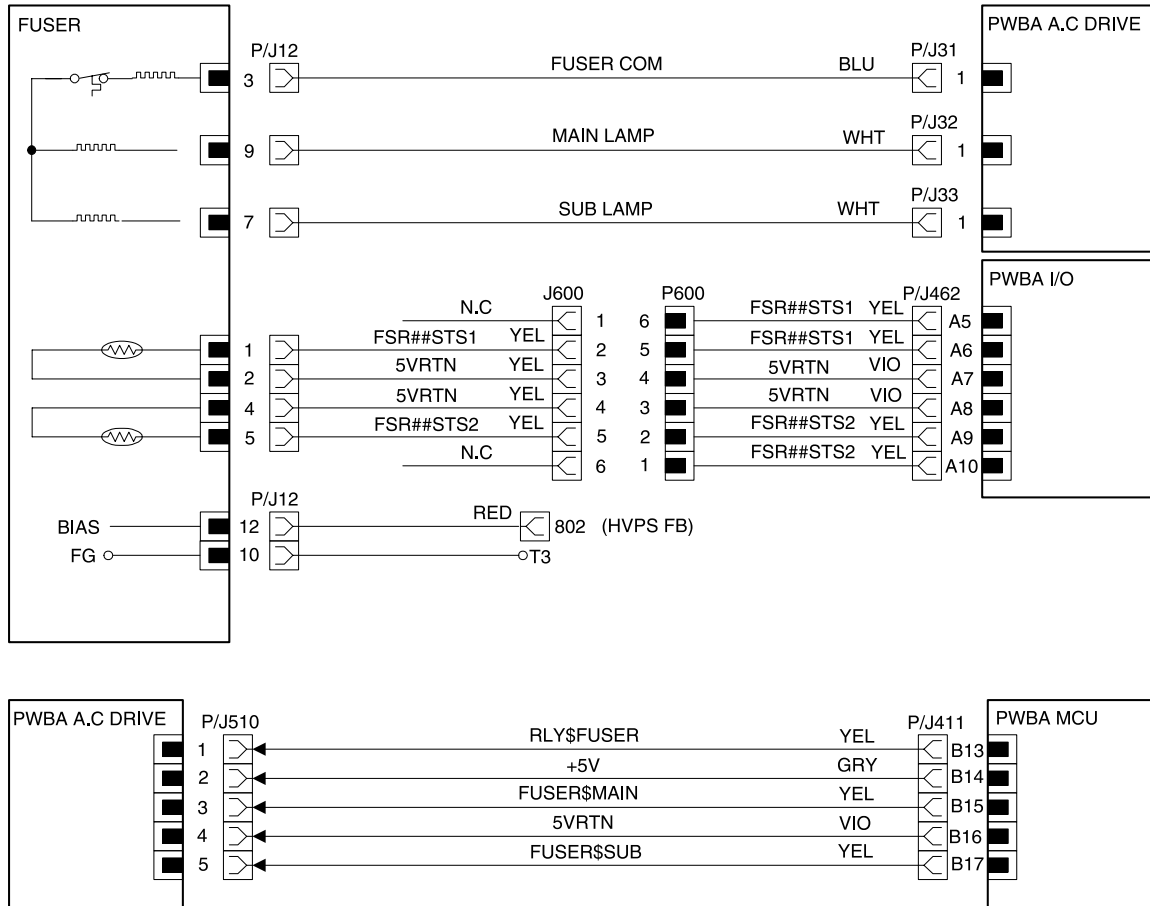 FUSER
PWBA A.C DRIVE
P/J12
P/J31
3
FUSER COM
BLU
1
P/J32
9
MAIN LAMP
WHT
1
P/J33
7
SUB LAMP
WHT
1
PWBA I/O
J600
P600
P/J462
N.C
1
6
FSR##STS1
YEL
A5
1
FSR##STS1
YEL
2
5
FSR##STS1
YEL
A6
2
5VRTN
YEL
3
4
5VRTN
VIO
A7
4
5VRTN
YEL
4
3
5VRTN
VIO
A8
5
FSR##STS2
YEL
5
2
FSR##STS2
YEL
A9
N.C
6
1
FSR##STS2
YEL
A10
P/J12
BIAS
12
RED
802
(HVPS FB)
FG
10
T3
PWBA A.C DRIVE
P/J510
P/J411
PWBA MCU
1
RLY$FUSER
YEL
B13
2
+5V
GRY
B14
3
FUSER$MAIN
YEL
B15
4
5VRTN
VIO
B16
5
FUSER$SUB
YEL
B17